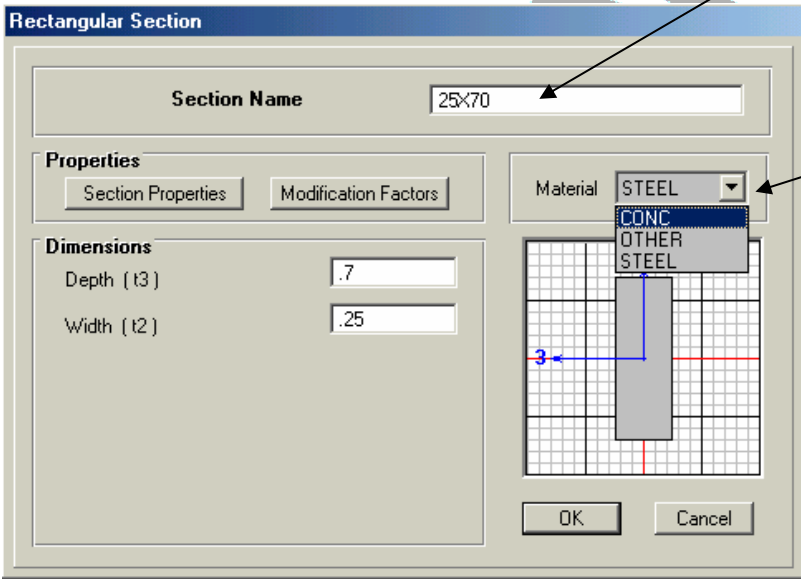 Rectangular Section
Section Name 25X70
Properties
Section Properties Modification Factors
Material STEEL
CONC
OTHER
STEEL
Dimensions
Depth ( t3 ) .7
Width ( t2 ) .25
3
OK Cancel